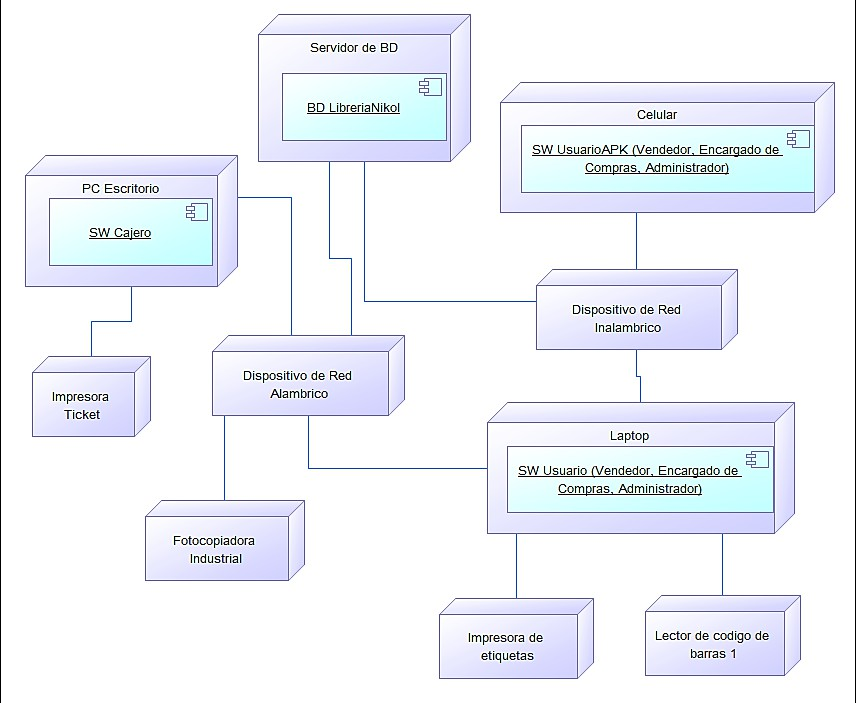 Servidor de BD
BD LibreriaNikol
Celular
SW UsuarioAPK (Vendedor, Encargado de
Compras, Administrador)
PC Escritorio
SW Cajero
Dispositivo de Red
Inalambrico
Dispositivo de Red
Alambrico
Impresora
Ticket
Laptop
SW Usuario (Vendedor, Encargado de
Compras, Administrador)
Fotocopiadora
Industrial
Impresora de
etiquetas
Lector de codigo de
barras 1